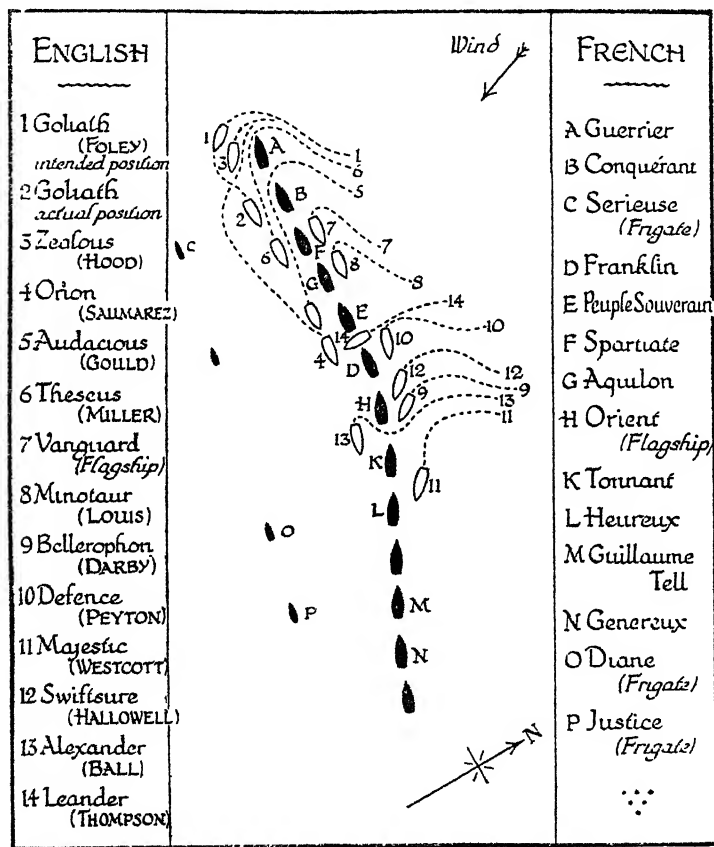 ENGLISH
1 Goliath
(FOLEY)
intended position
2 Goliath
actual position
3 Zealous
(HOOD)
4 Orion
(SAUMAREZ)
5 Audacious
(GOULD)
6 Theseus
(MILLER)
7 Vanguard
(Flagship)
8 Minotaur
(LOUIS)
9 Bellerophon
(DARBY)
10 Defence
(PEYTON)
11 Majestic
(WESTCOTT)
12 Swiftsure
(HALLOWELL)
13 Alexander
(BALL)
14 Leander
(THOMPSON)
Wind
1
3
A
1
6
5
B
2
7
C
6
F
7
G
8
8
E
14
14
10
4
10
D
12
12
9
H
9
13
13
11
K
11
L
O
P
M
N
N
FRENCH
A Guerrier
B Conquérant
C Serieuse
(Frigate)
D Franklin
E Peuple Souverain
F Spartiate
G Aquilon
H Orient
(Flagship)
K Tonnant
L Heureux
M Guillaume
Tell
N Genereux
O Diane
(Frigate)
P Justice
(Frigate)